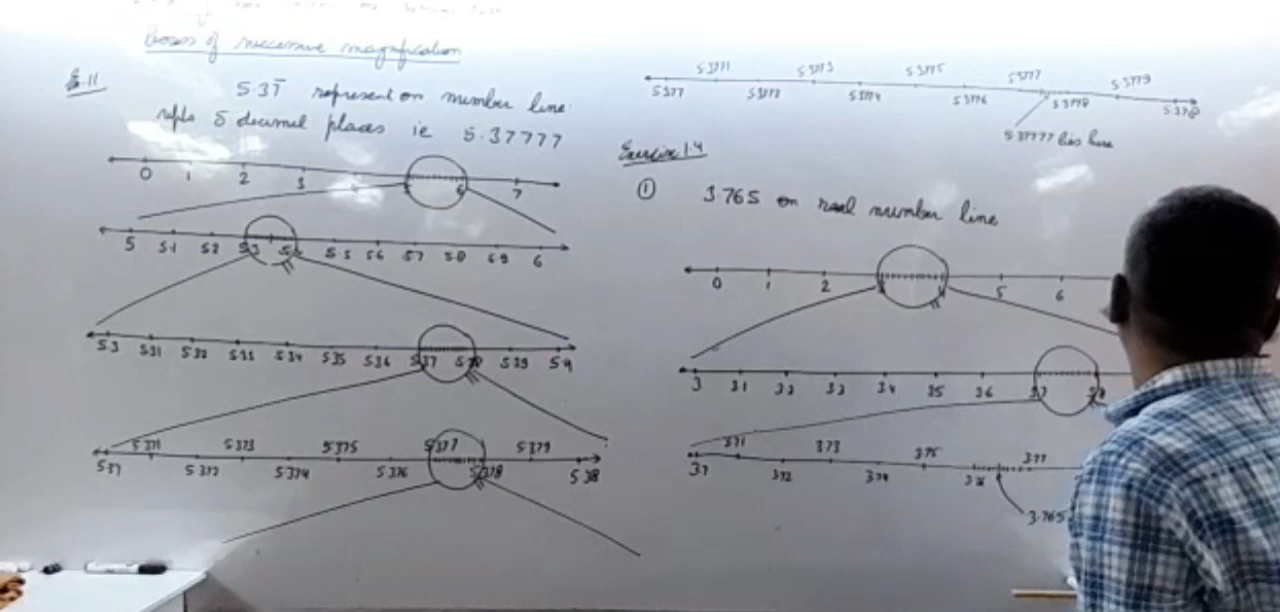 Process of successive magnification
E.11
5.37̄ represent on number line
upto 5 decimal places ie 5.37777
0 1 2 3 6 7
5 5.1 5.2 5.3 5.5 5.6 5.7 5.8 5.9 6
5.3 5.31 5.32 5.33 5.34 5.35 5.36 5.37 5.38 5.39 5.4
5.371 5.373 5.375 5.377 5.379
5.37 5.372 5.374 5.376 5.378 5.38
5.3771 5.3773 5.3775 5.3777 5.3779
5.377 5.3772 5.3774 5.3776 5.3778 5.378
5.37777 lies here
Exercise 1.4
① 3.765 on real number line
0 1 2 5 6
3 3.1 3.2 3.3 3.4 3.5 3.6 3.7 3.8
3.71 3.73 3.75 3.77
3.7 3.72 3.74 3.76
3.765